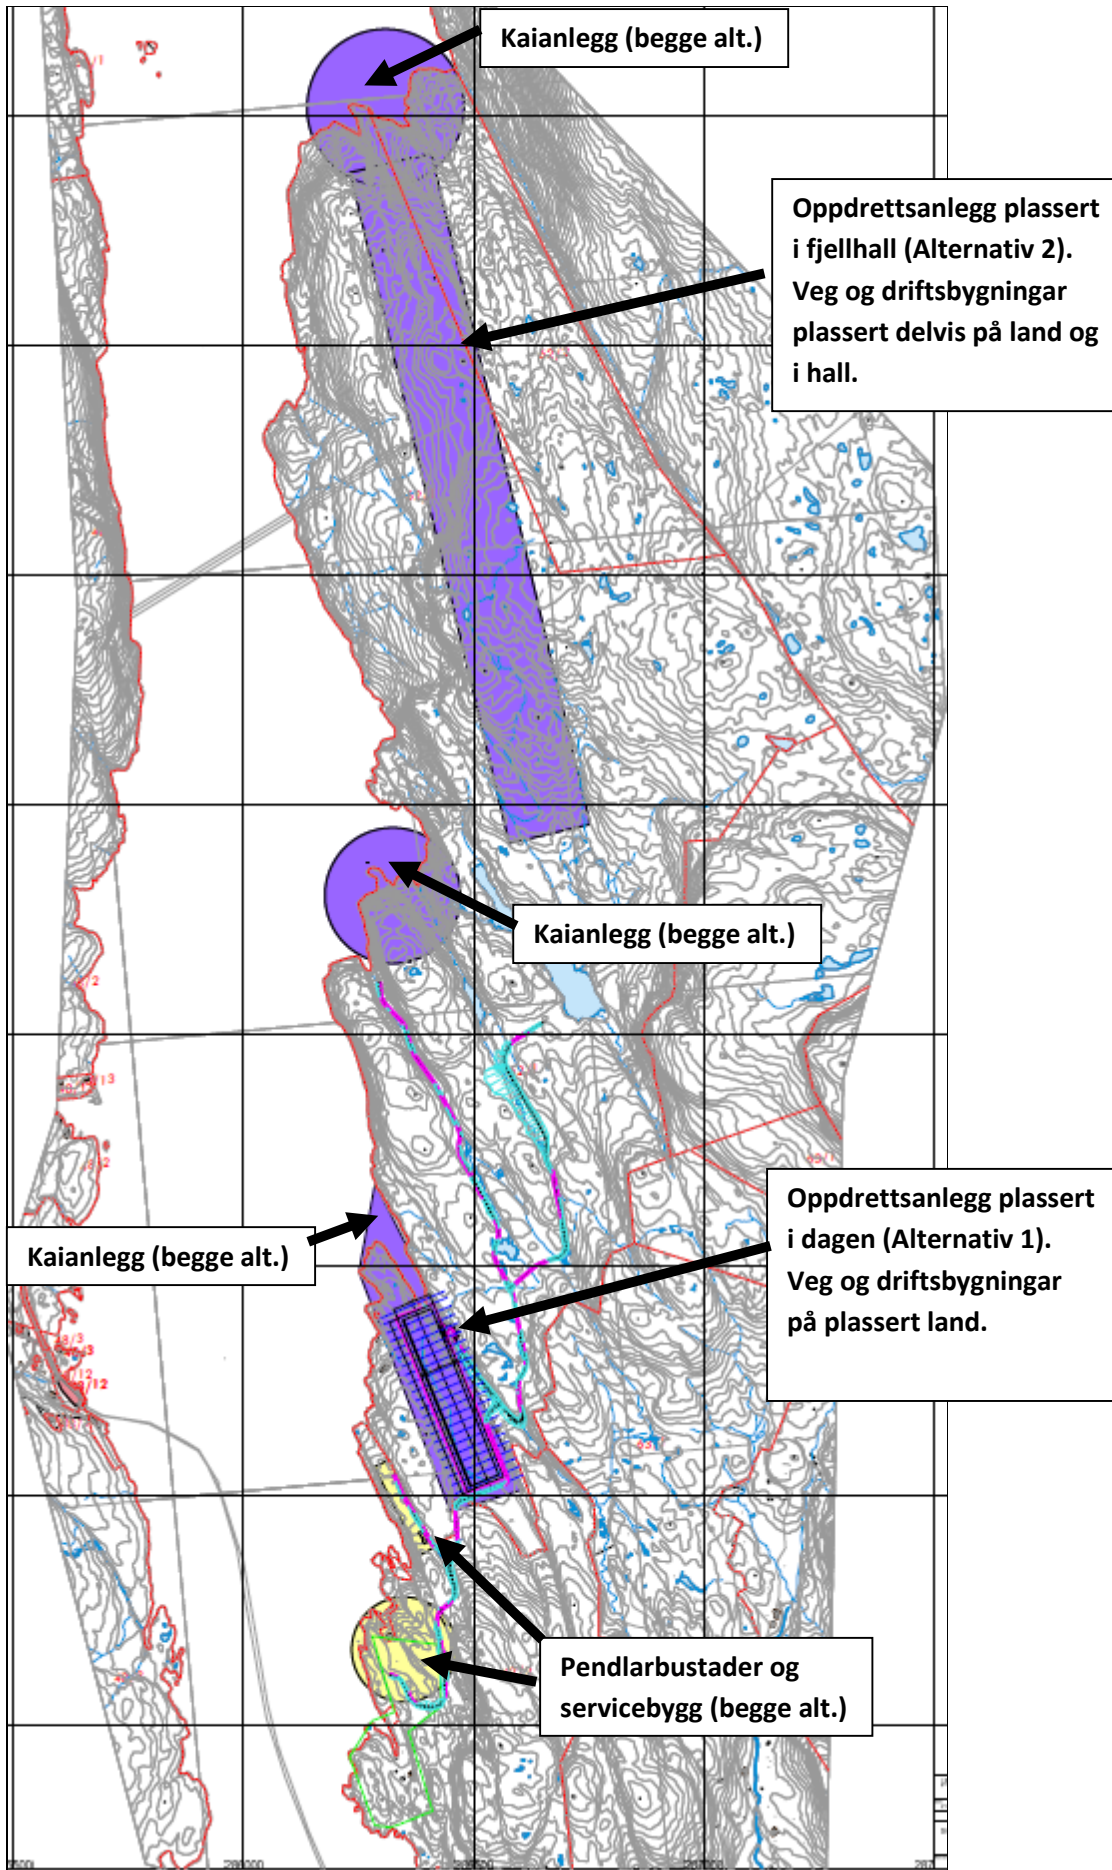 Kaianlegg (begge alt.)
Oppdrettsanlegg plassert
i fjellhall (Alternativ 2).
Veg og driftsbygningar
plassert delvis på land og
i hall.
Kaianlegg (begge alt.)
Oppdrettsanlegg plassert
i dagen (Alternativ 1).
Veg og driftsbygningar
på plassert land.
Kaianlegg (begge alt.)
Pendlarbustader og
servicebygg (begge alt.)